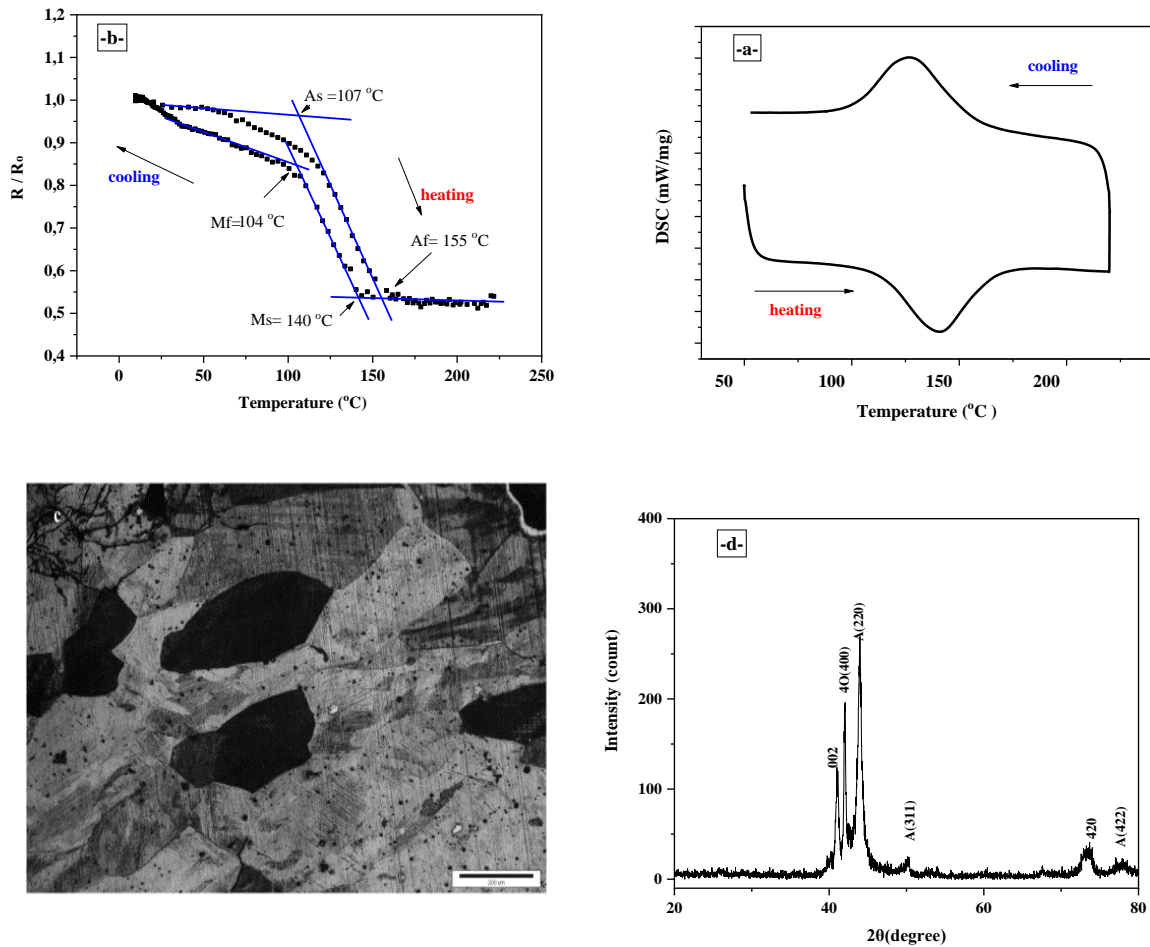 -b-
1,2
1,1
1,0
0,9
0,8
0,7
0,6
0,5
0,4
R / Ro
As =107 °C
cooling
heating
Mf=104 °C
Af= 155 °C
Ms= 140 °C
0
50
100
150
200
250
Temperature (°C)
-a-
cooling
DSC (mW/mg)
heating
50
100
150
200
Temperature (°C )
c
200 um
-d-
400
300
200
100
0
Intensity (count)
002
4O(400)
A(220)
A(311)
420
A(422)
20
40
60
80
2θ(degree)